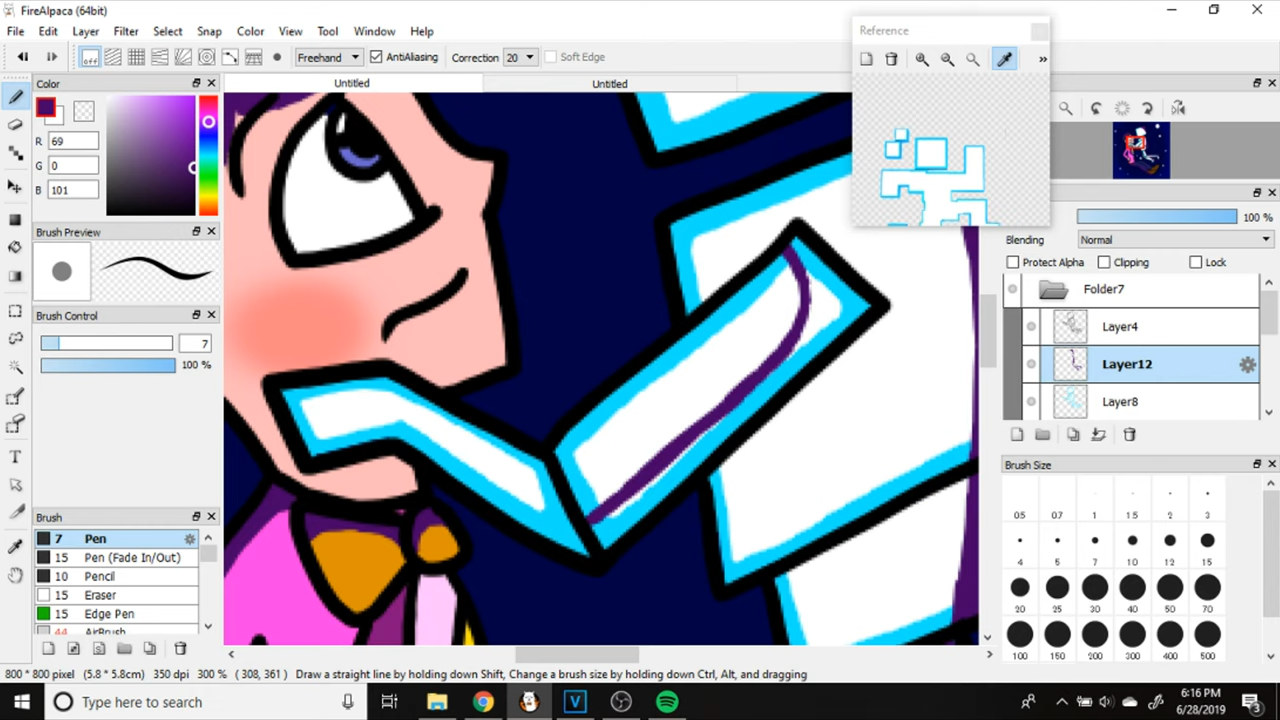 FireAlpaca (64bit)
File Edit Layer Filter Select Snap Color View Tool Window Help
off Freehand AntiAliasing Correction 20 Soft Edge
Reference
»
Color
Untitled Untitled
R 69
G 0
B 101
Brush Preview
100 %
Blending Normal
Protect Alpha Clipping Lock
Folder7
Brush Control
7
Layer4
100 %
Layer12
Layer8
T
Brush Size
05 07 1 1.5 2 3
Brush
7 Pen
15 Pen (Fade In/Out)
4 5 7 10 12 15
10 Pencil
15 Eraser
20 25 30 40 50 70
15 Edge Pen
44 AirBrush
100 150 200 300 400 500
800 * 800 pixel (5.8 * 5.8cm) 350 dpi 300 % ( 308, 361 ) Draw a straight line by holding down Shift, Change a brush size by holding down Ctrl, Alt, and dragging
Type here to search
V
6:16 PM
6/28/2019
3